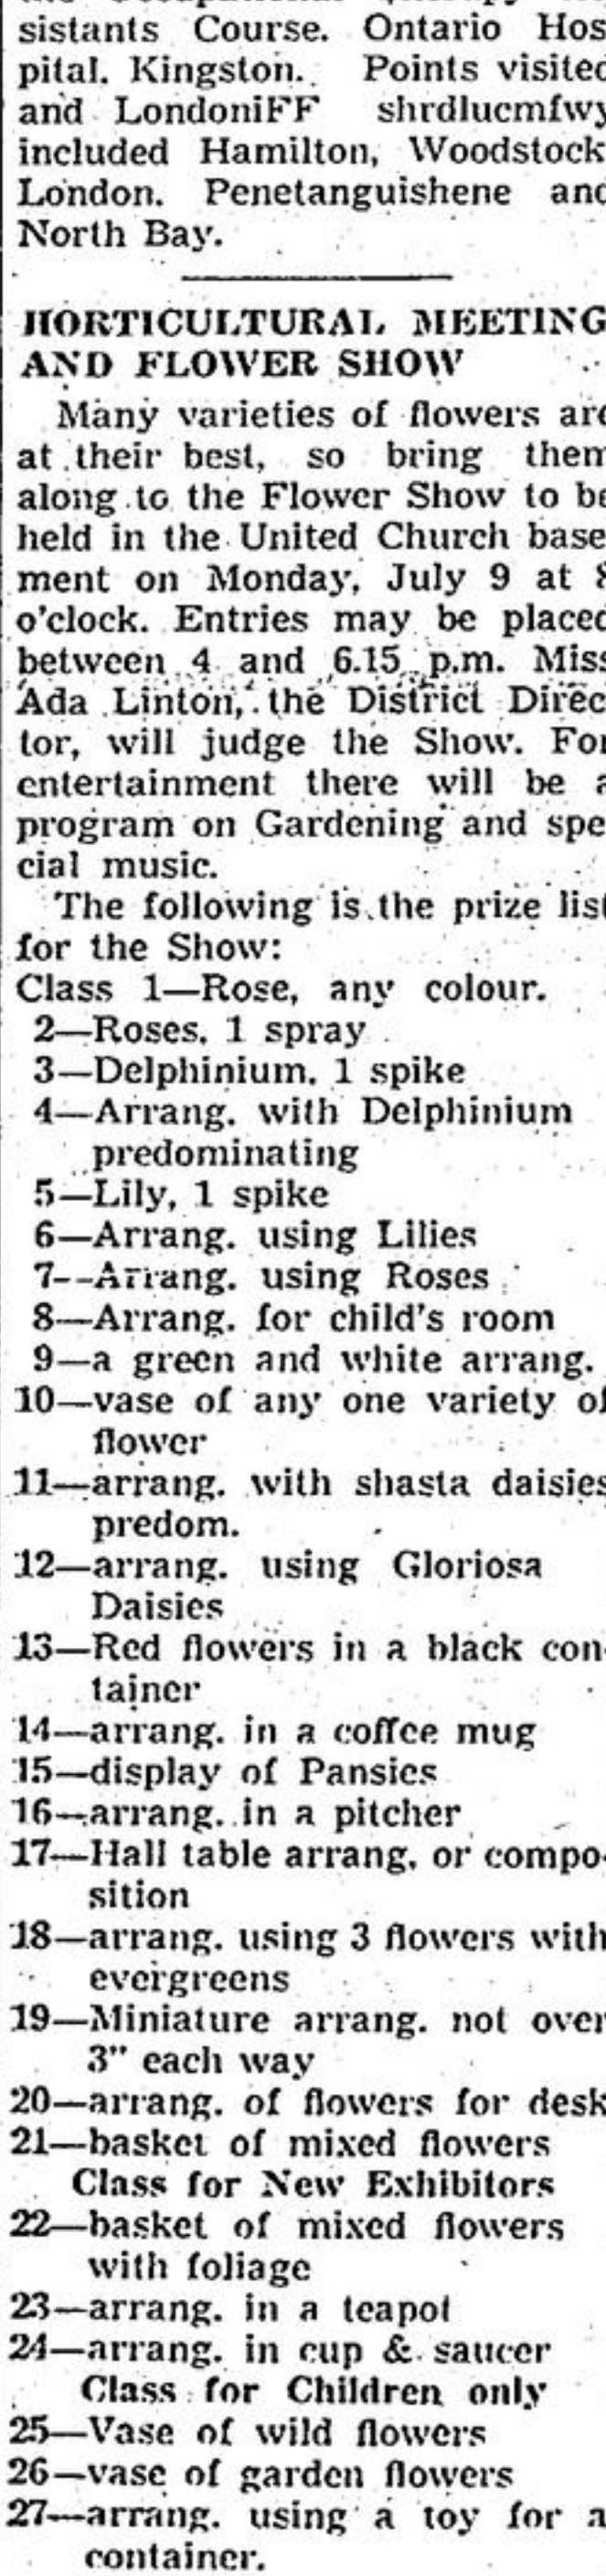 sistants Course. Ontario Hos
pital. Kingston. Points visited
and LondoniFF shrdlucmfwy
included Hamilton, Woodstock
London. Penetanguishene and
North Bay.
HORTICULTURAL MEETING
AND FLOWER SHOW
Many varieties of flowers are
at their best, so bring them
along to the Flower Show to be
held in the United Church base
ment on Monday, July 9 at 8
o'clock. Entries may be placed
between 4 and 6.15 p.m. Miss
Ada Linton, the District Direc
tor, will judge the Show. For
entertainment there will be a
program on Gardening and spe
cial music.
The following is the prize list
for the Show:
Class 1—Rose, any colour.
2—Roses, 1 spray
3—Delphinium, 1 spike
4—Arrang. with Delphinium
predominating
5—Lily, 1 spike
6—Arrang. using Lilies
7--Arrang. using Roses
8—Arrang. for child's room
9—a green and white arrang.
10—vase of any one variety of
flower
11—arrang. with shasta daisies
predom.
12—arrang. using Gloriosa
Daisies
13—Red flowers in a black con-
tainer
14—arrang. in a coffee mug
15—display of Pansies
16—arrang. in a pitcher
17—Hall table arrang. or compo-
sition
18—arrang. using 3 flowers with
evergreens
19—Miniature arrang. not over
3" each way
20—arrang. of flowers for desk
21—basket of mixed flowers
Class for New Exhibitors
22—basket of mixed flowers
with foliage
23—arrang. in a teapot
24—arrang. in cup & saucer
Class for Children only
25—Vase of wild flowers
26—vase of garden flowers
27—arrang. using a toy for a
container.